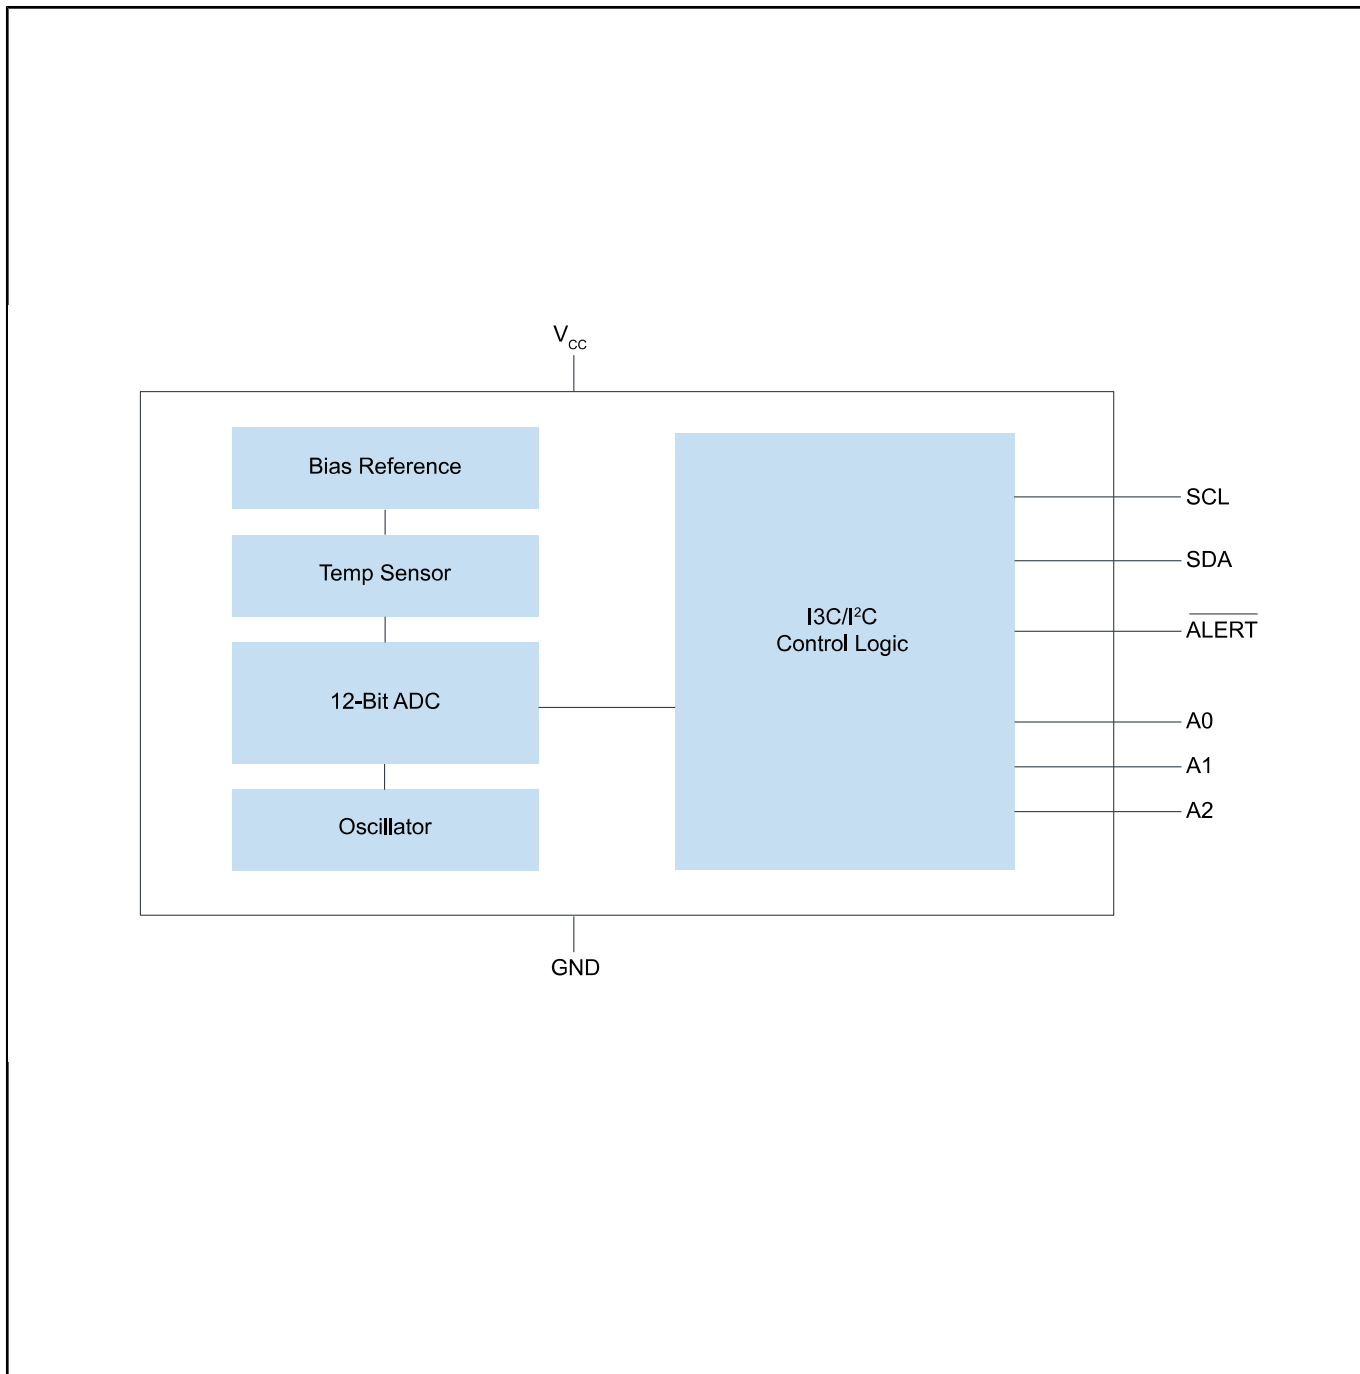 V_CC
Bias Reference
Temp Sensor
12-Bit ADC
Oscillator
I3C/I²C
Control Logic
SCL
SDA
ALERT
A0
A1
A2
GND